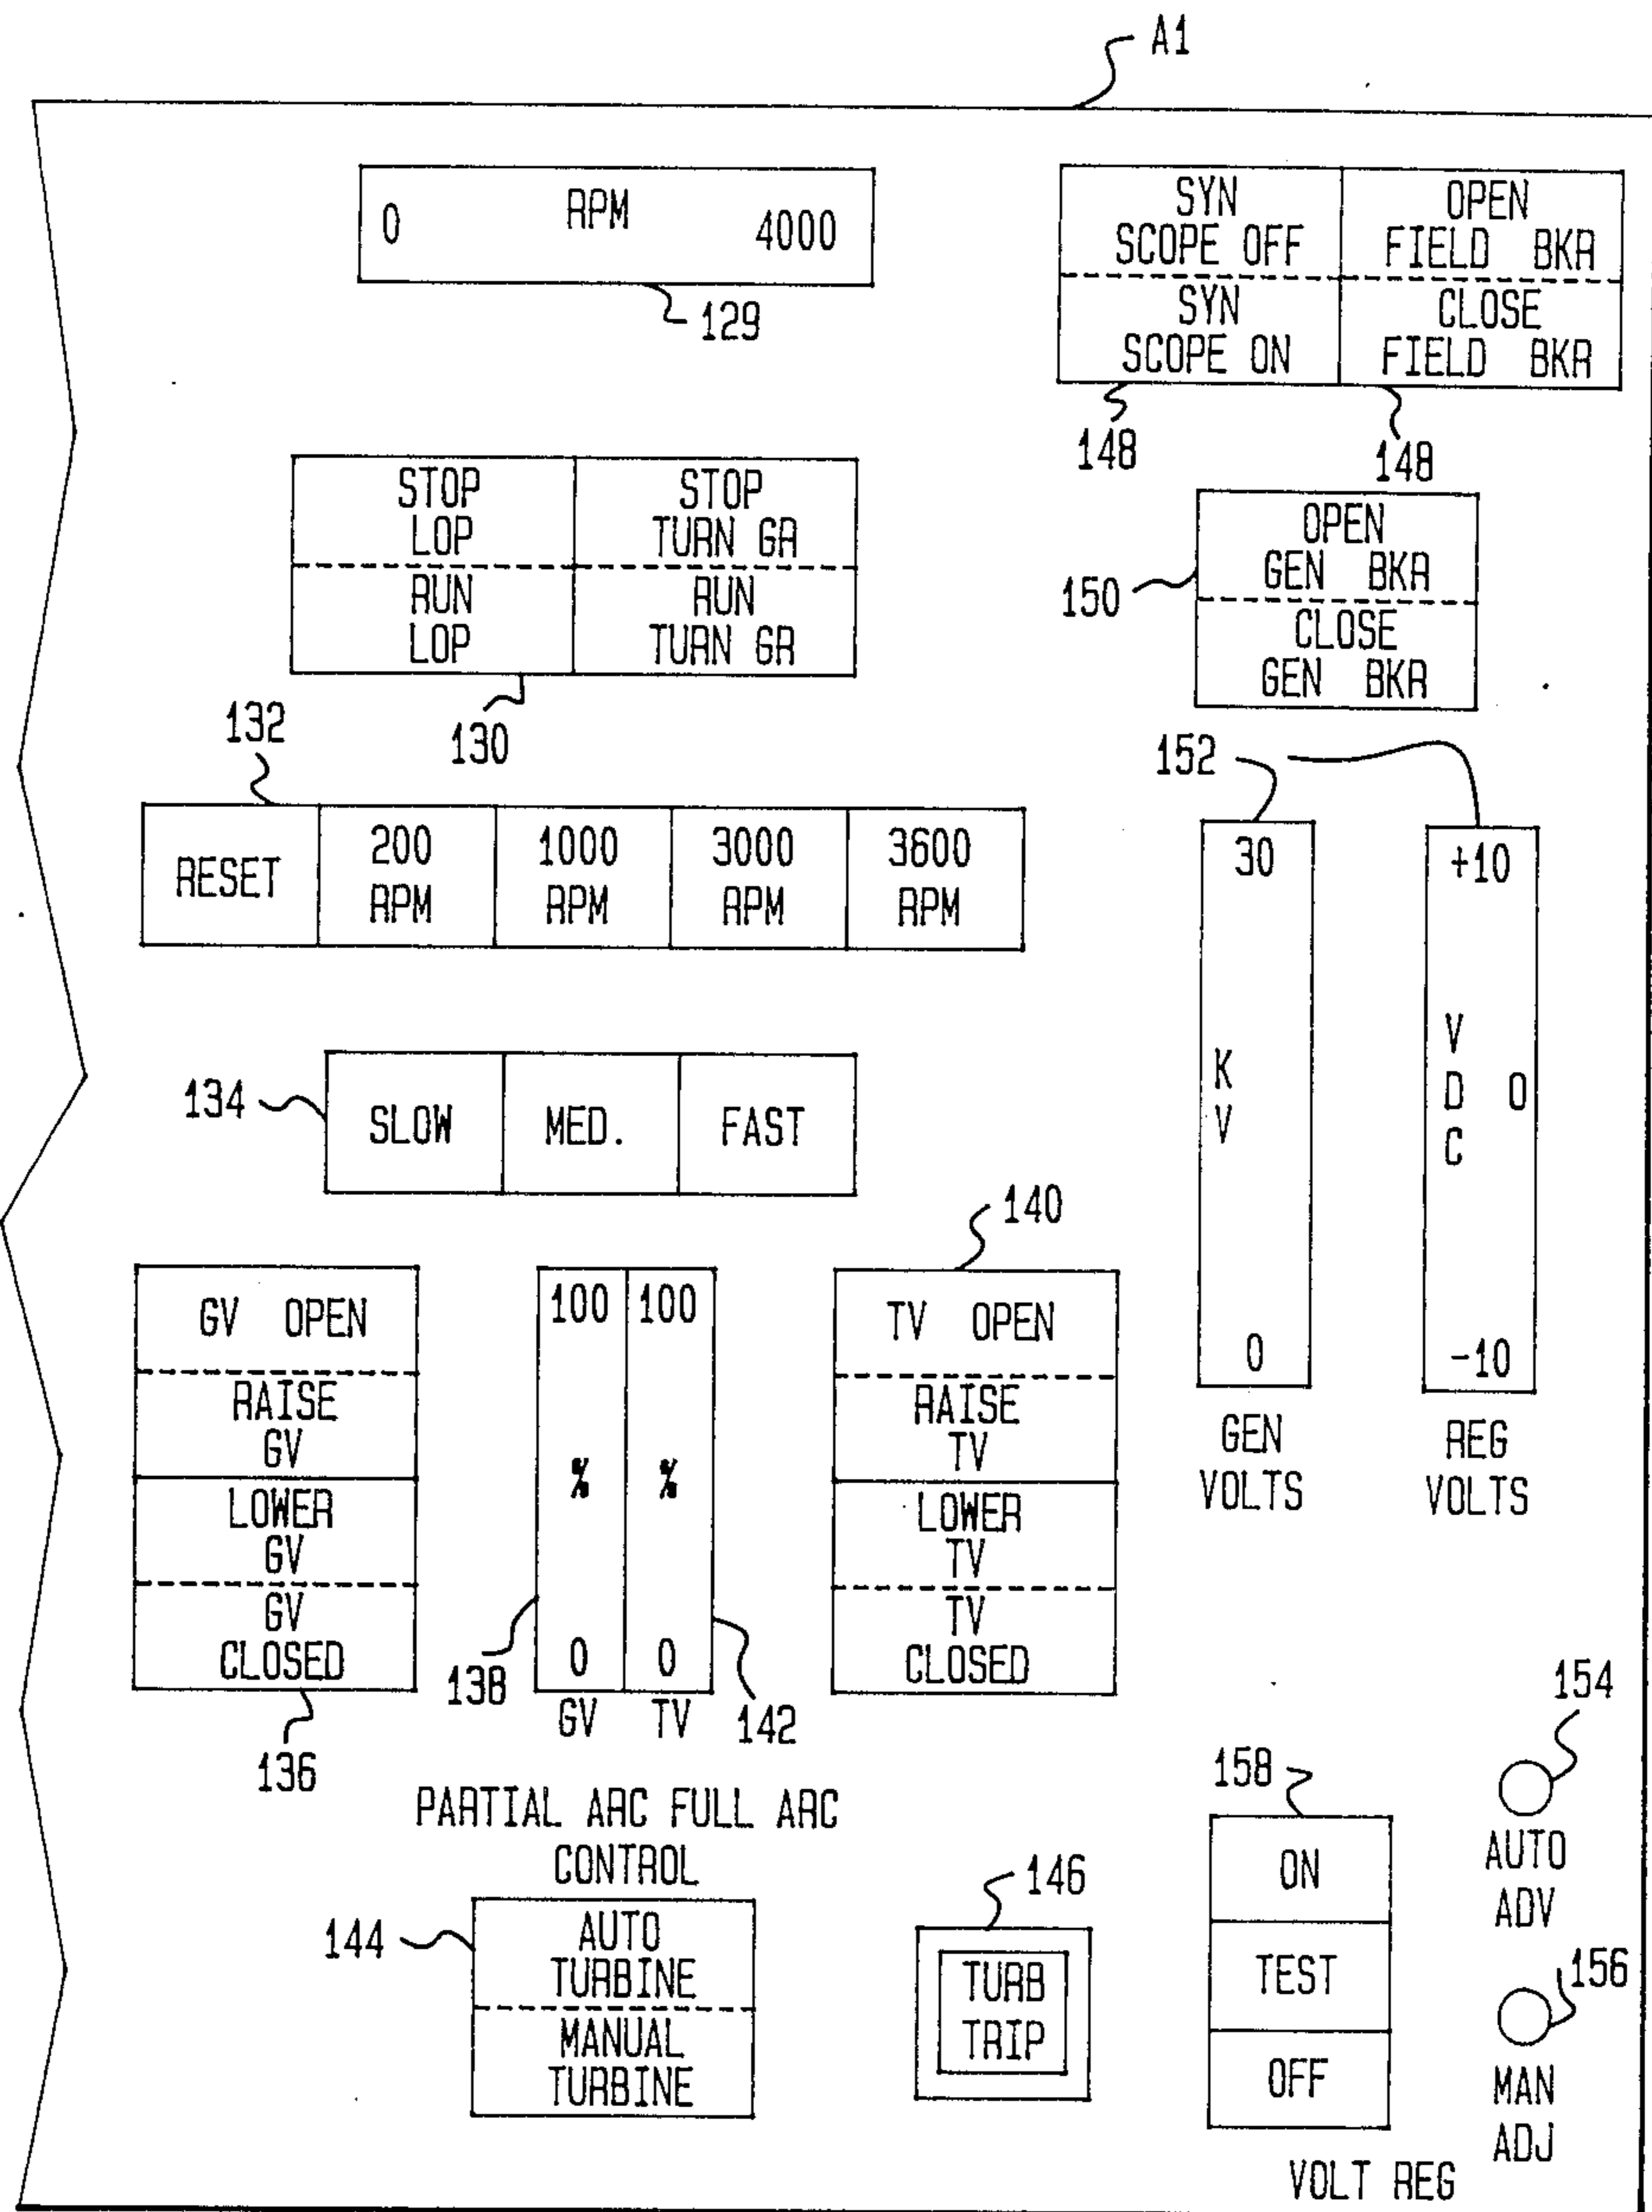 A1
0 RPM 4000
129
SYN
SCOPE OFF
SYN
SCOPE ON
OPEN
FIELD BKR
CLOSE
FIELD BKR
148
148
STOP
LOP
RUN
LOP
STOP
TURN GR
RUN
TURN GR
130
OPEN
GEN BKR
CLOSE
GEN BKR
150
132
RESET
200
RPM
1000
RPM
3000
RPM
3600
RPM
152
30
K
V
0
GEN
VOLTS
+10
V
D
C
0
-10
REG
VOLTS
134
SLOW
MED.
FAST
GV OPEN
RAISE
GV
LOWER
GV
GV
CLOSED
136
100
%
0
GV
138
100
%
0
TV
142
140
TV OPEN
RAISE
TV
LOWER
TV
TV
CLOSED
PARTIAL ARC FULL ARC
CONTROL
144
AUTO
TURBINE
MANUAL
TURBINE
146
TURB
TRIP
158
ON
TEST
OFF
VOLT REG
154
AUTO
ADV
156
MAN
ADJ